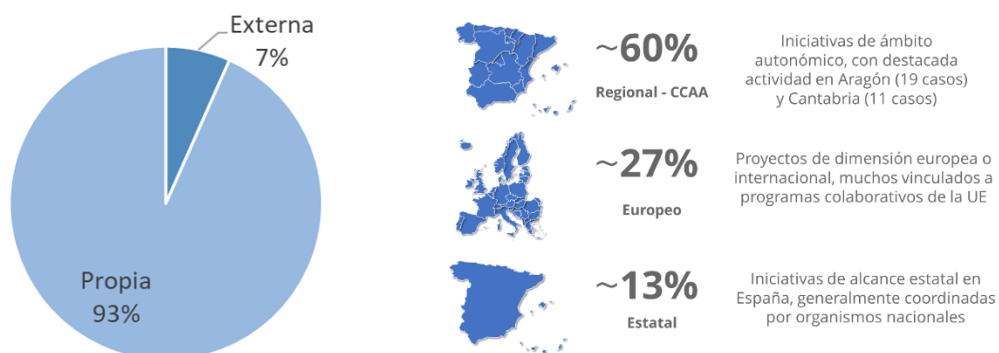 Externa
7%
Propia
93%
~60%
Regional - CCAA
Iniciativas de ámbito
autonómico, con destacada
actividad en Aragón (19 casos)
y Cantabria (11 casos)
~27%
Europeo
Proyectos de dimensión europea o
internacional, muchos vinculados a
programas colaborativos de la UE
~13%
Estatal
Iniciativas de alcance estatal en
España, generalmente coordinadas
por organismos nacionales